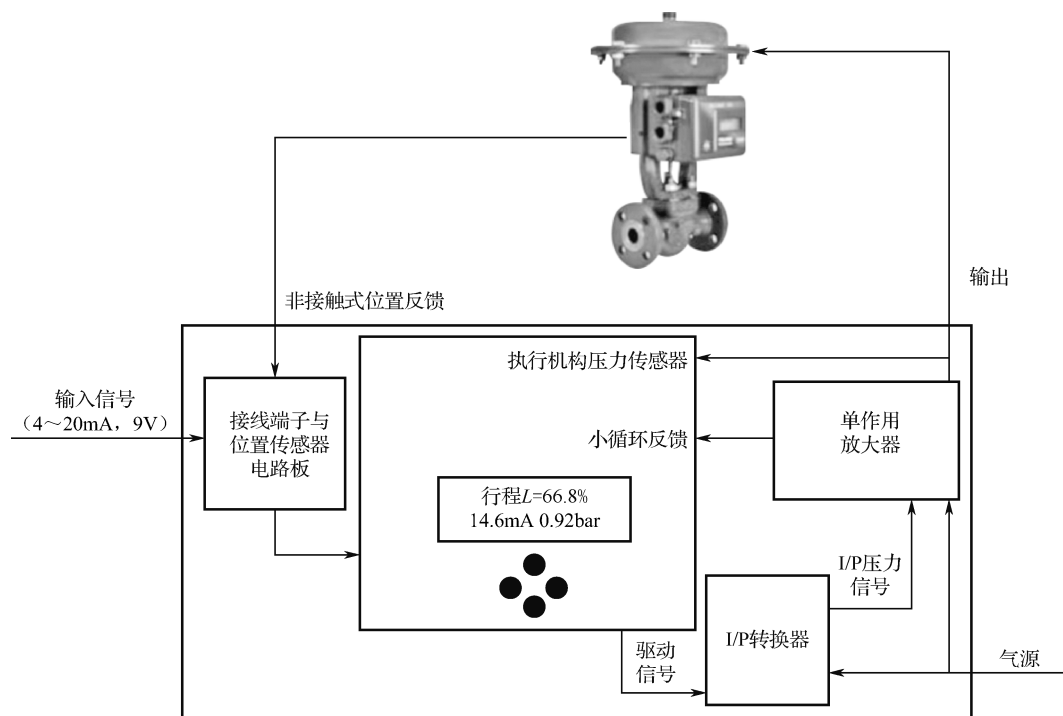 输出
非接触式位置反馈
输入信号
（4～20mA，9V）
接线端子与
位置传感器
电路板
执行机构压力传感器
小循环反馈
行程L=66.8%
14.6mA 0.92bar
单作用
放大器
I/P压力
信号
I/P转换器
驱动
信号
气源